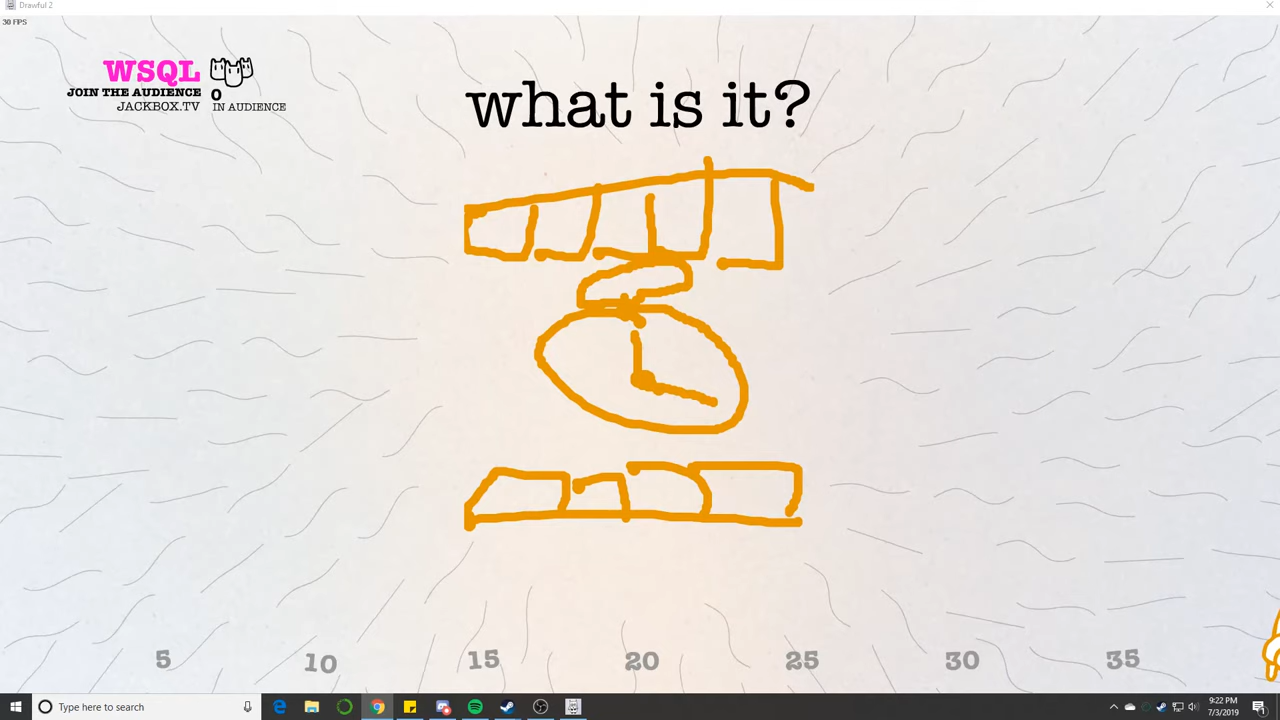 Drawful 2
30 FPS
WSQL
JOIN THE AUDIENCE
JACKBOX.TV
0
IN AUDIENCE
what is it?
5 10 15 20 25 30 35
Type here to search
9:22 PM
7/3/2019
1